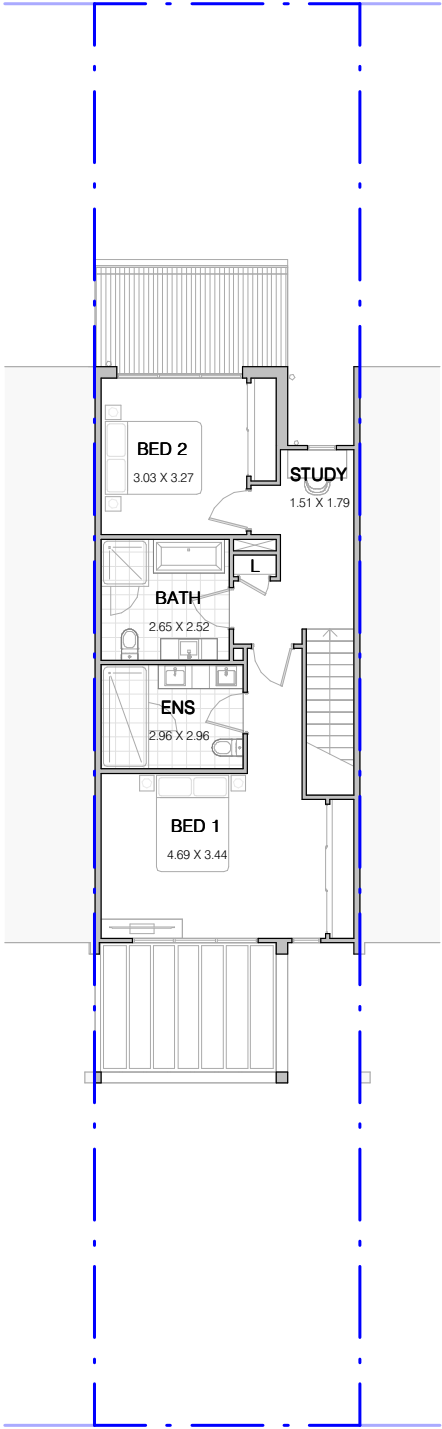 BED 2
3.03 X 3.27
STUDY
1.51 X 1.79
L
BATH
2.65 X 2.52
ENS
2.96 X 2.96
BED 1
4.69 X 3.44